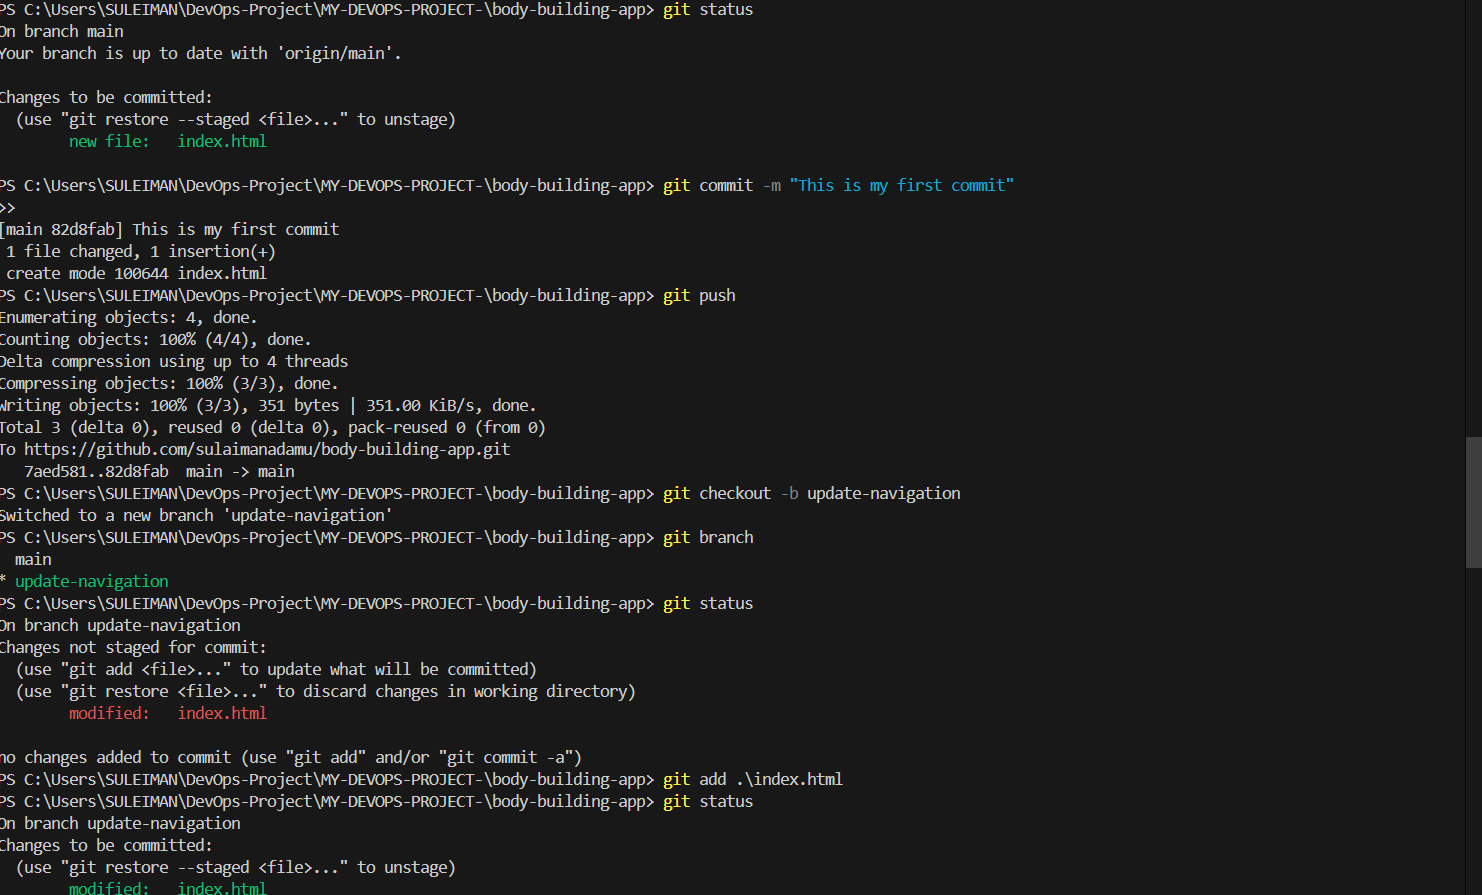 PS C:\Users\SULEIMAN\DevOps-Project\MY-DEVOPS-PROJECT-\body-building-app> git status
On branch main
Your branch is up to date with 'origin/main'.
Changes to be committed:
  (use "git restore --staged <file>..." to unstage)
        new file:   index.html
PS C:\Users\SULEIMAN\DevOps-Project\MY-DEVOPS-PROJECT-\body-building-app> git commit -m "This is my first commit"
>>
[main 82d8fab] This is my first commit
 1 file changed, 1 insertion(+)
 create mode 100644 index.html
PS C:\Users\SULEIMAN\DevOps-Project\MY-DEVOPS-PROJECT-\body-building-app> git push
Enumerating objects: 4, done.
Counting objects: 100% (4/4), done.
Delta compression using up to 4 threads
Compressing objects: 100% (3/3), done.
Writing objects: 100% (3/3), 351 bytes | 351.00 KiB/s, done.
Total 3 (delta 0), reused 0 (delta 0), pack-reused 0 (from 0)
To https://github.com/sulaimanadamu/body-building-app.git
   7aed581..82d8fab  main -> main
PS C:\Users\SULEIMAN\DevOps-Project\MY-DEVOPS-PROJECT-\body-building-app> git checkout -b update-navigation
Switched to a new branch 'update-navigation'
PS C:\Users\SULEIMAN\DevOps-Project\MY-DEVOPS-PROJECT-\body-building-app> git branch
  main
* update-navigation
PS C:\Users\SULEIMAN\DevOps-Project\MY-DEVOPS-PROJECT-\body-building-app> git status
On branch update-navigation
Changes not staged for commit:
  (use "git add <file>..." to update what will be committed)
  (use "git restore <file>..." to discard changes in working directory)
        modified:   index.html
no changes added to commit (use "git add" and/or "git commit -a")
PS C:\Users\SULEIMAN\DevOps-Project\MY-DEVOPS-PROJECT-\body-building-app> git add .\index.html
PS C:\Users\SULEIMAN\DevOps-Project\MY-DEVOPS-PROJECT-\body-building-app> git status
On branch update-navigation
Changes to be committed:
  (use "git restore --staged <file>..." to unstage)
        modified:   index.html